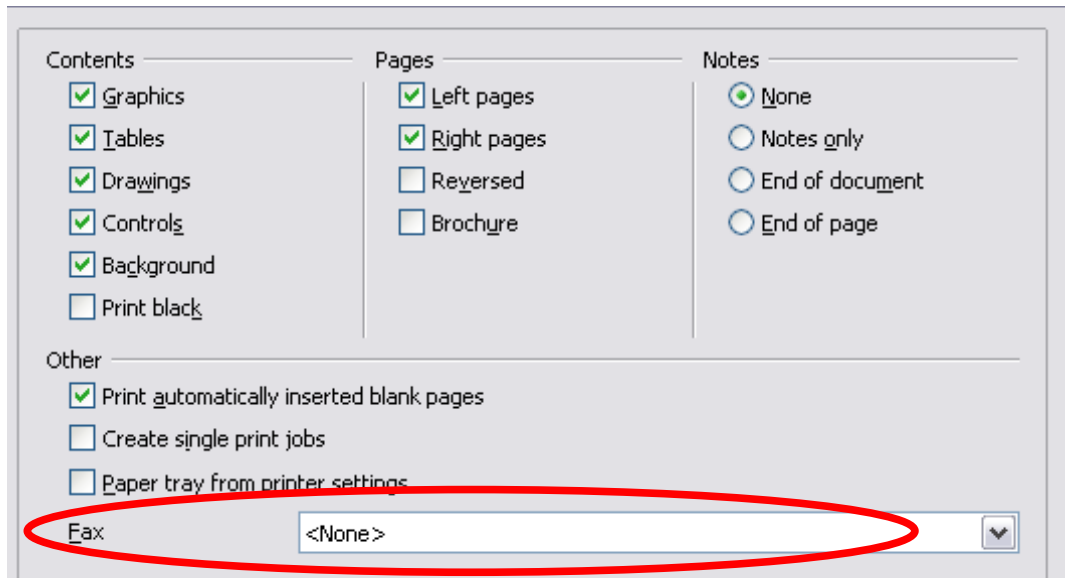 Contents
Graphics
Tables
Drawings
Controls
Background
Print black
Pages
Left pages
Right pages
Reversed
Brochure
Notes
None
Notes only
End of document
End of page
Other
Print automatically inserted blank pages
Create single print jobs
Paper tray from printer settings
Fax
<None>